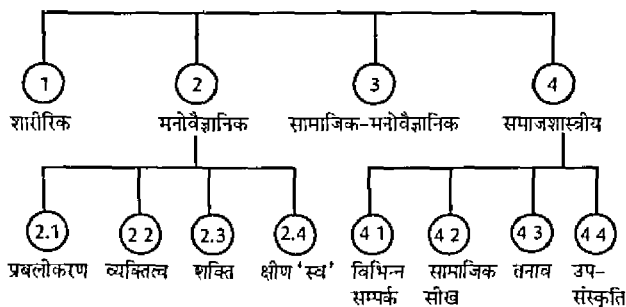 1 2 3 4
शारीरिक मनोवैज्ञानिक सामाजिक-मनोवैज्ञानिक समाजशास्त्रीय
2.1 2 2 2.3 2.4 4 1 4 2 4 3 4 4
प्रबलीकरण व्यक्तित्व शक्ति क्षीण 'स्व' विभिन्न सामाजिक तनाव उप-
सम्पर्क सीख संस्कृति